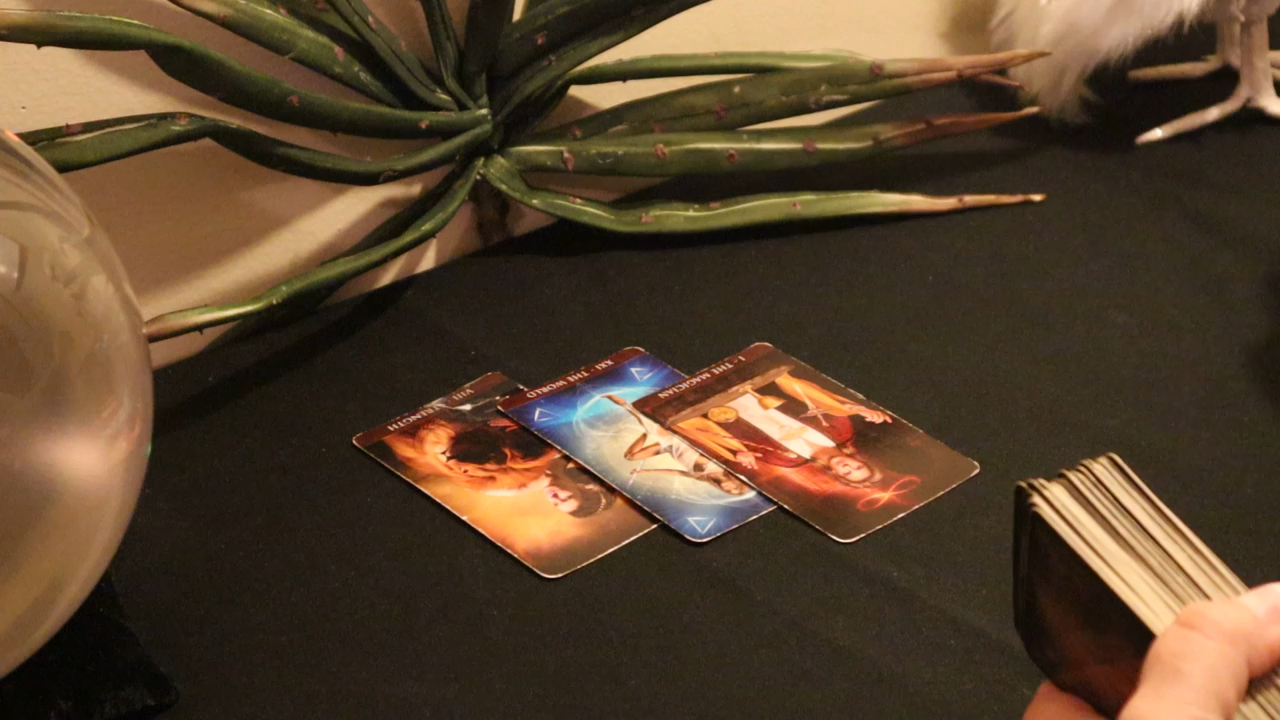 VIII · STRENGTH
XXI · THE WORLD
I · THE MAGICIAN